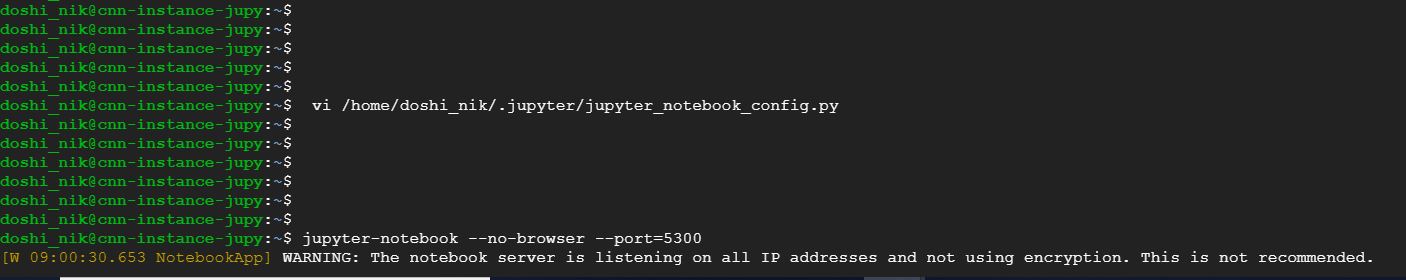 doshi_nik@cnn-instance-jupy:~$
doshi_nik@cnn-instance-jupy:~$
doshi_nik@cnn-instance-jupy:~$
doshi_nik@cnn-instance-jupy:~$
doshi_nik@cnn-instance-jupy:~$
doshi_nik@cnn-instance-jupy:~$  vi /home/doshi_nik/.jupyter/jupyter_notebook_config.py
doshi_nik@cnn-instance-jupy:~$
doshi_nik@cnn-instance-jupy:~$
doshi_nik@cnn-instance-jupy:~$
doshi_nik@cnn-instance-jupy:~$
doshi_nik@cnn-instance-jupy:~$
doshi_nik@cnn-instance-jupy:~$
doshi_nik@cnn-instance-jupy:~$ jupyter-notebook --no-browser --port=5300
[W 09:00:30.653 NotebookApp] WARNING: The notebook server is listening on all IP addresses and not using encryption. This is not recommended.